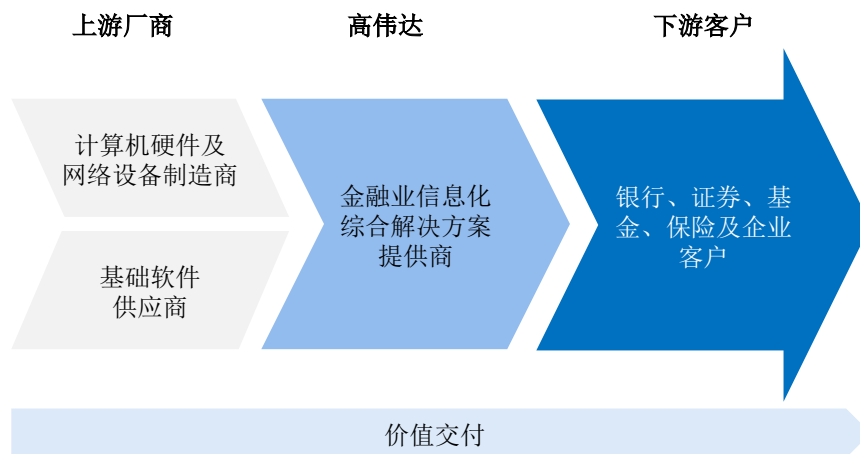 上游厂商
高伟达
下游客户
计算机硬件及
网络设备制造商
基础软件
供应商
金融业信息化
综合解决方案
提供商
银行、证券、基
金、保险及企业
客户
价值交付